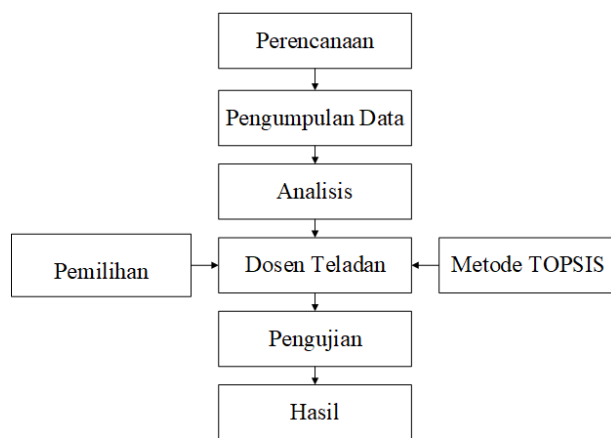 Perencanaan
Pengumpulan Data
Analisis
Pemilihan
Dosen Teladan
Metode TOPSIS
Pengujian
Hasil